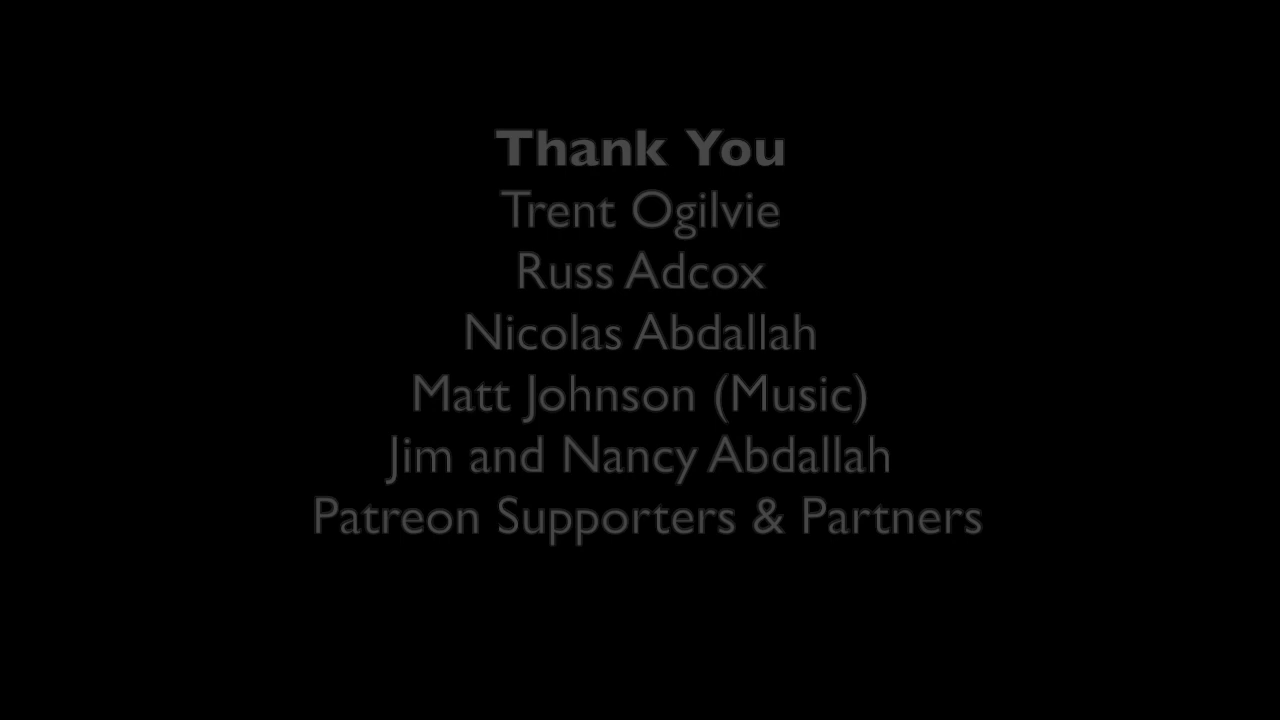 Thank You
Trent Ogilvie
Russ Adcox
Nicolas Abdallah
Matt Johnson (Music)
Jim and Nancy Abdallah
Patreon Supporters & Partners